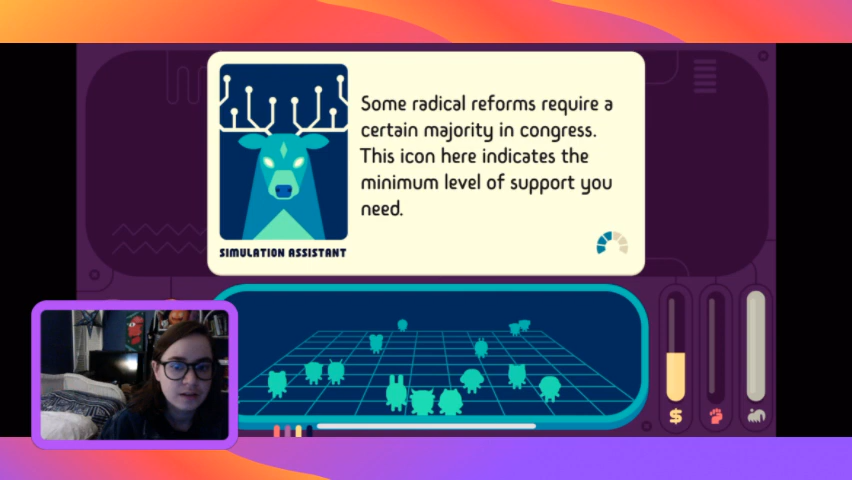 Some radical reforms require a
certain majority in congress.
This icon here indicates the
minimum level of support you
need.
SIMULATION ASSISTANT
$